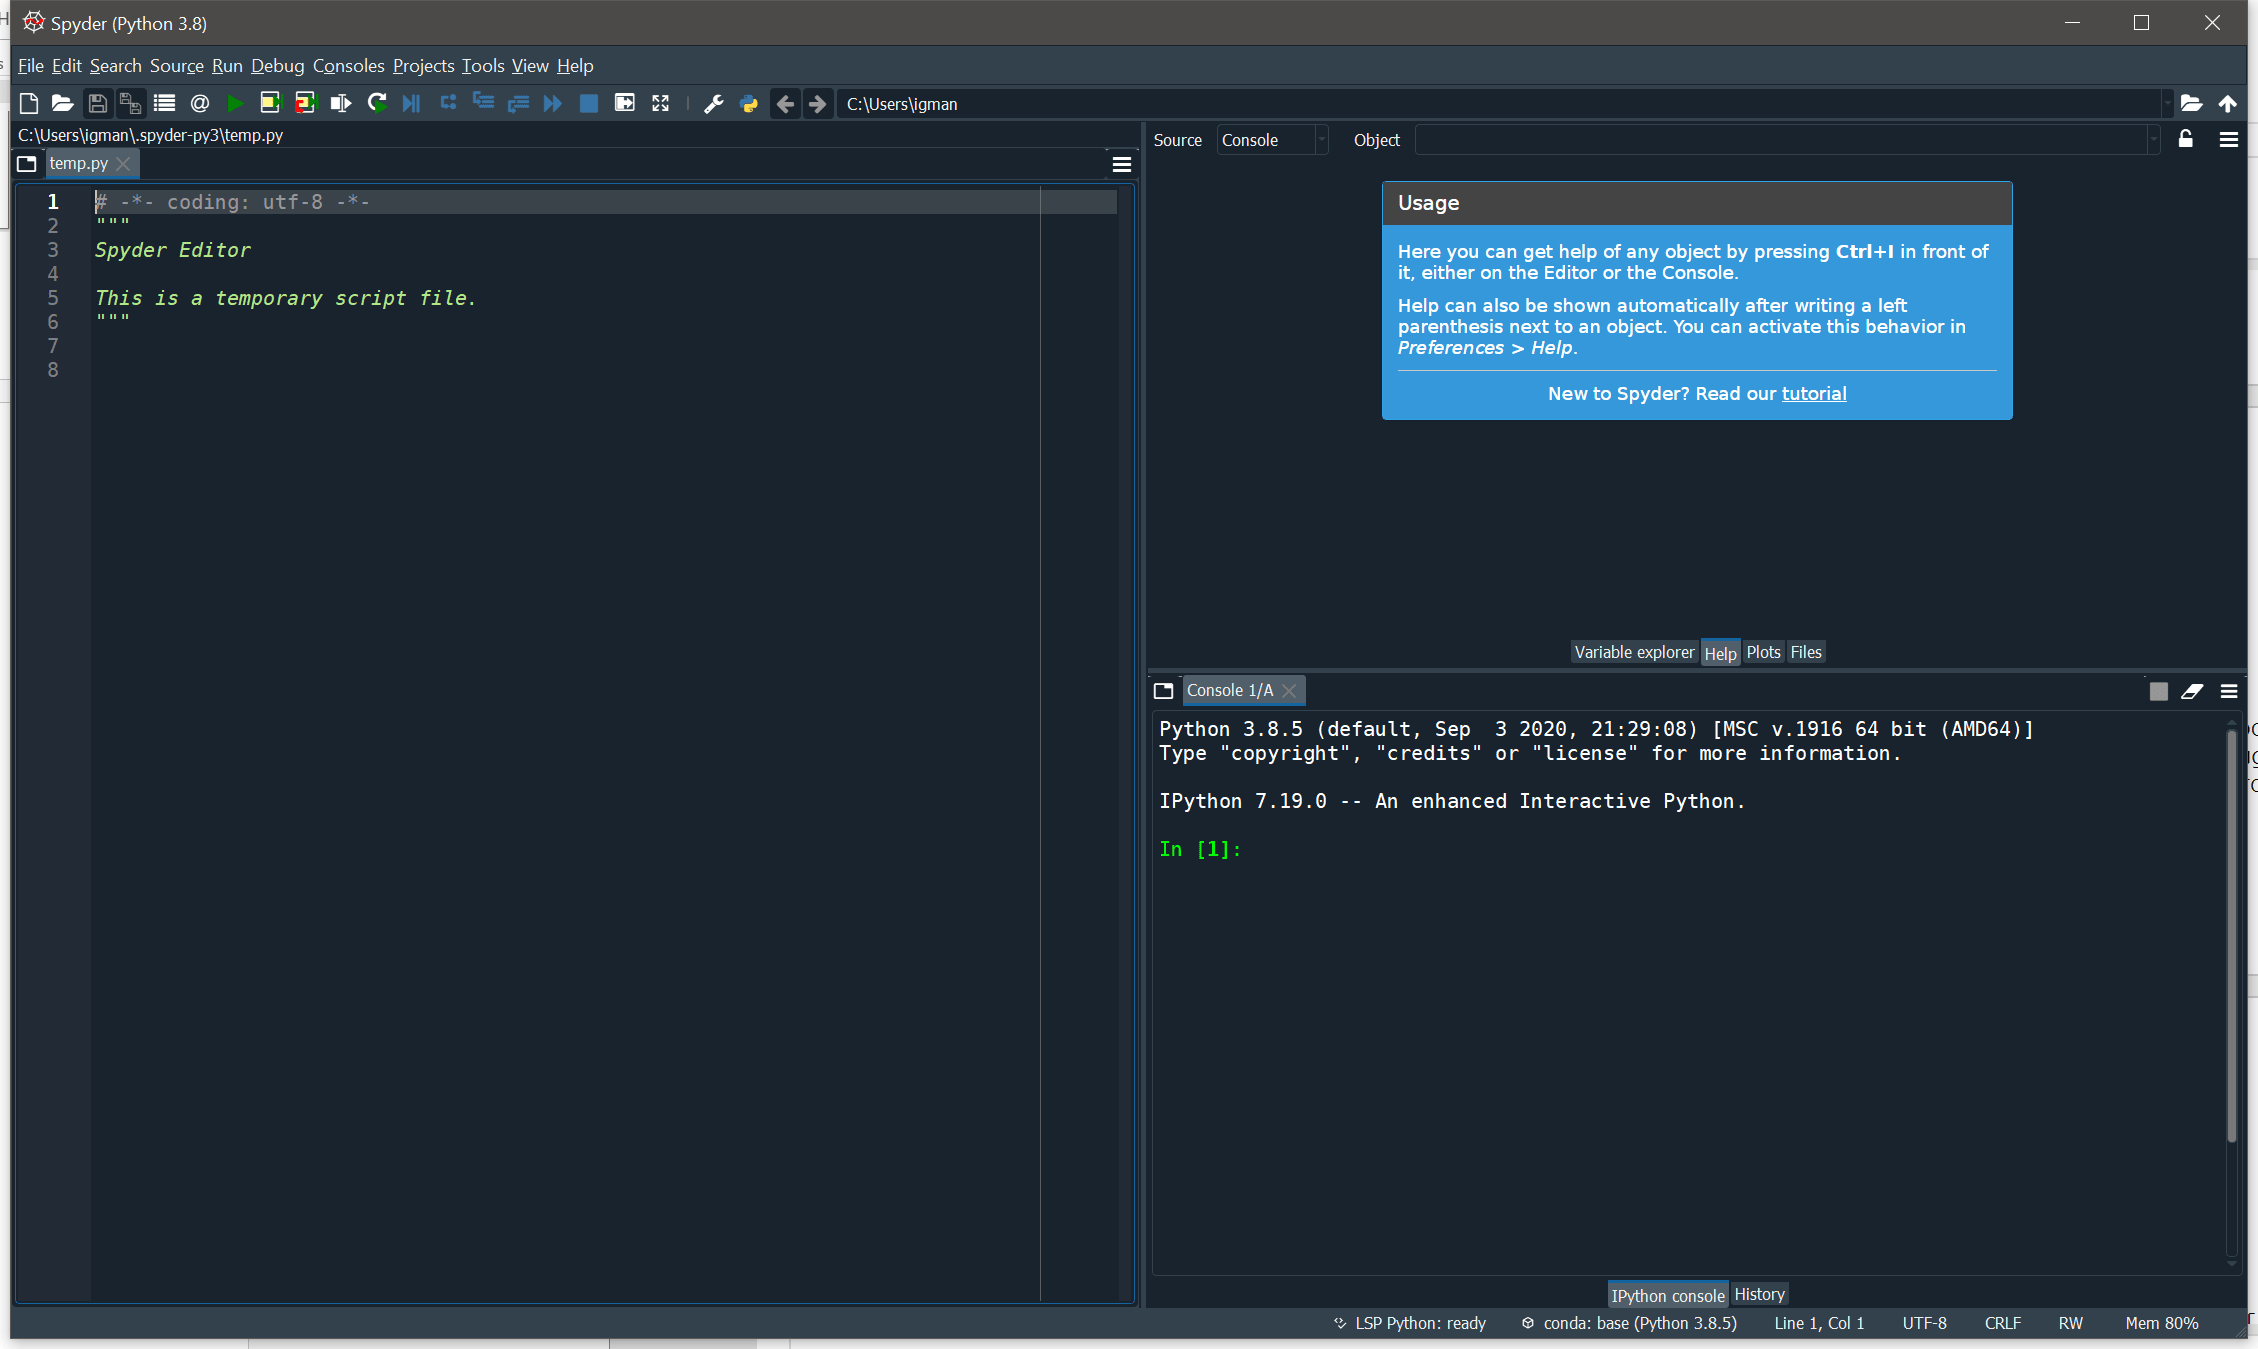 Spyder (Python 3.8)
File Edit Search Source Run Debug Consoles Projects Tools View Help
C:\Users\igman
C:\Users\igman\.spyder-py3\temp.py
temp.py
1 # -*- coding: utf-8 -*-
2 """
3 Spyder Editor
4
5 This is a temporary script file.
6 """
7
8
Source Console Object
Usage
Here you can get help of any object by pressing Ctrl+I in front of
it, either on the Editor or the Console.
Help can also be shown automatically after writing a left
parenthesis next to an object. You can activate this behavior in
Preferences > Help.
New to Spyder? Read our tutorial
Variable explorer Help Plots Files
Console 1/A
Python 3.8.5 (default, Sep  3 2020, 21:29:08) [MSC v.1916 64 bit (AMD64)]
Type "copyright", "credits" or "license" for more information.
IPython 7.19.0 -- An enhanced Interactive Python.
In [1]:
IPython console History
LSP Python: ready conda: base (Python 3.8.5) Line 1, Col 1 UTF-8 CRLF RW Mem 80%